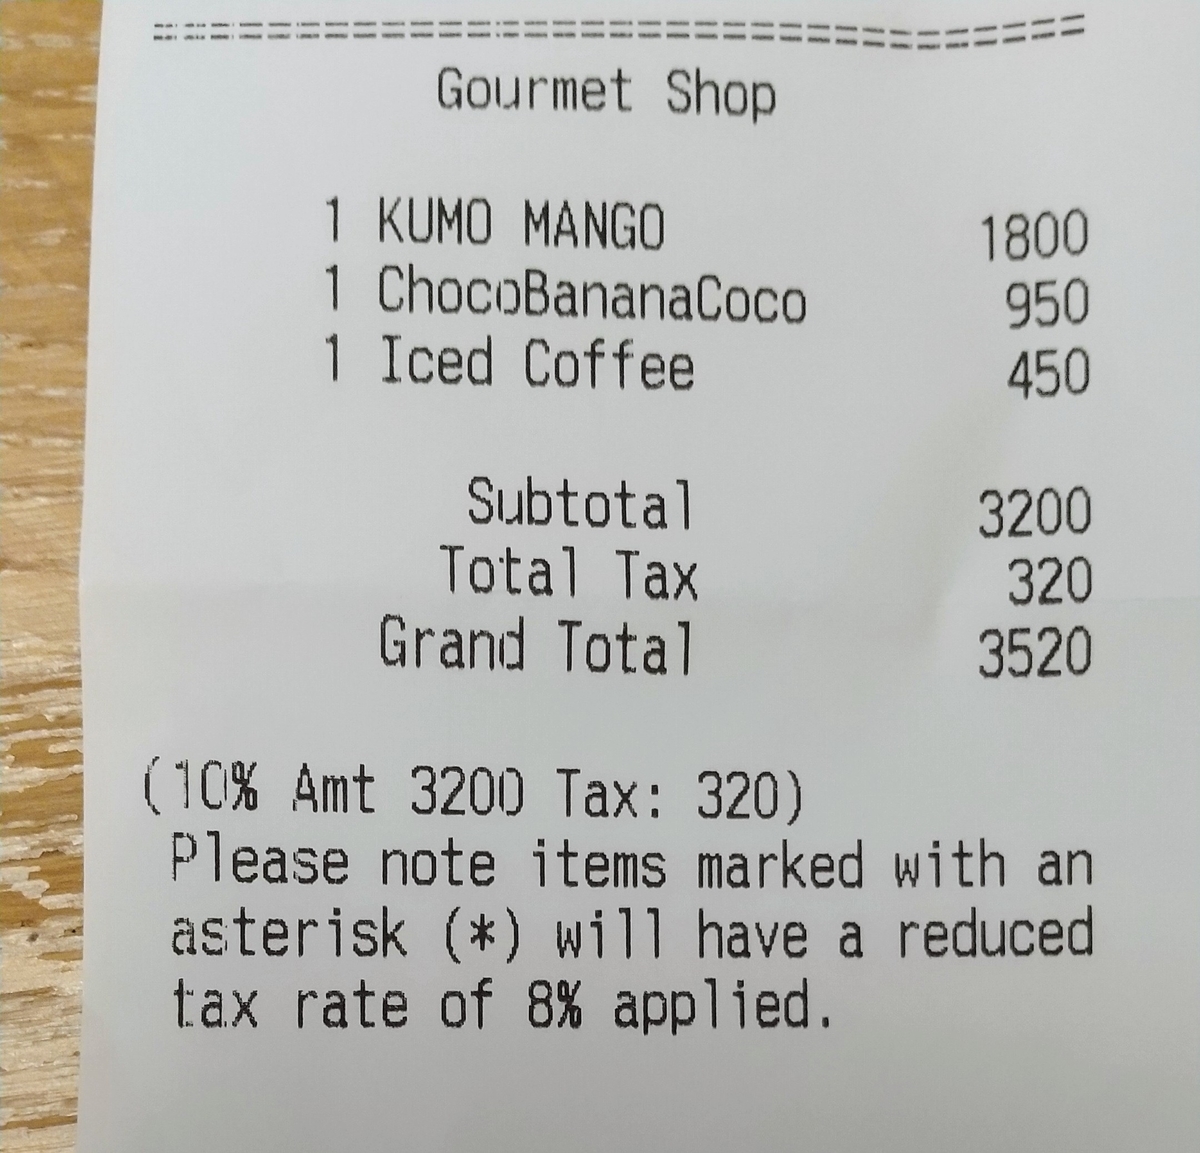 Gourmet Shop
1 KUMO MANGO 1800
1 ChocoBananaCoco 950
1 Iced Coffee 450
Subtotal 3200
Total Tax 320
Grand Total 3520
(10% Amt 3200 Tax: 320)
Please note items marked with an
asterisk (*) will have a reduced
tax rate of 8% applied.